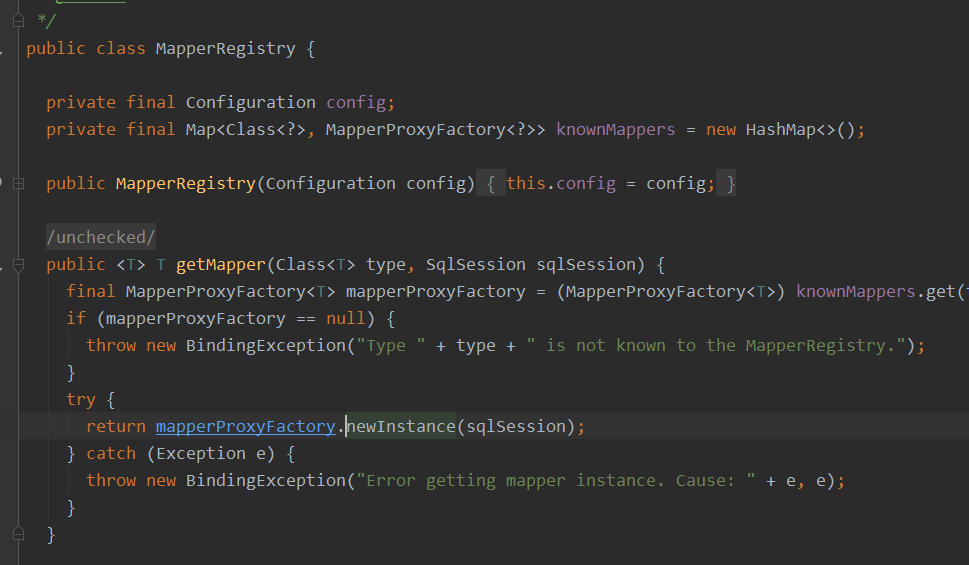 */
public class MapperRegistry {
private final Configuration config;
private final Map<Class<?>, MapperProxyFactory<?>> knownMappers = new HashMap<>();
public MapperRegistry(Configuration config) { this.config = config; }
/unchecked/
public <T> T getMapper(Class<T> type, SqlSession sqlSession) {
final MapperProxyFactory<T> mapperProxyFactory = (MapperProxyFactory<T>) knownMappers.get(
if (mapperProxyFactory == null) {
throw new BindingException("Type " + type + " is not known to the MapperRegistry.");
}
try {
return mapperProxyFactory.newInstance(sqlSession);
} catch (Exception e) {
throw new BindingException("Error getting mapper instance. Cause: " + e, e);
}
}